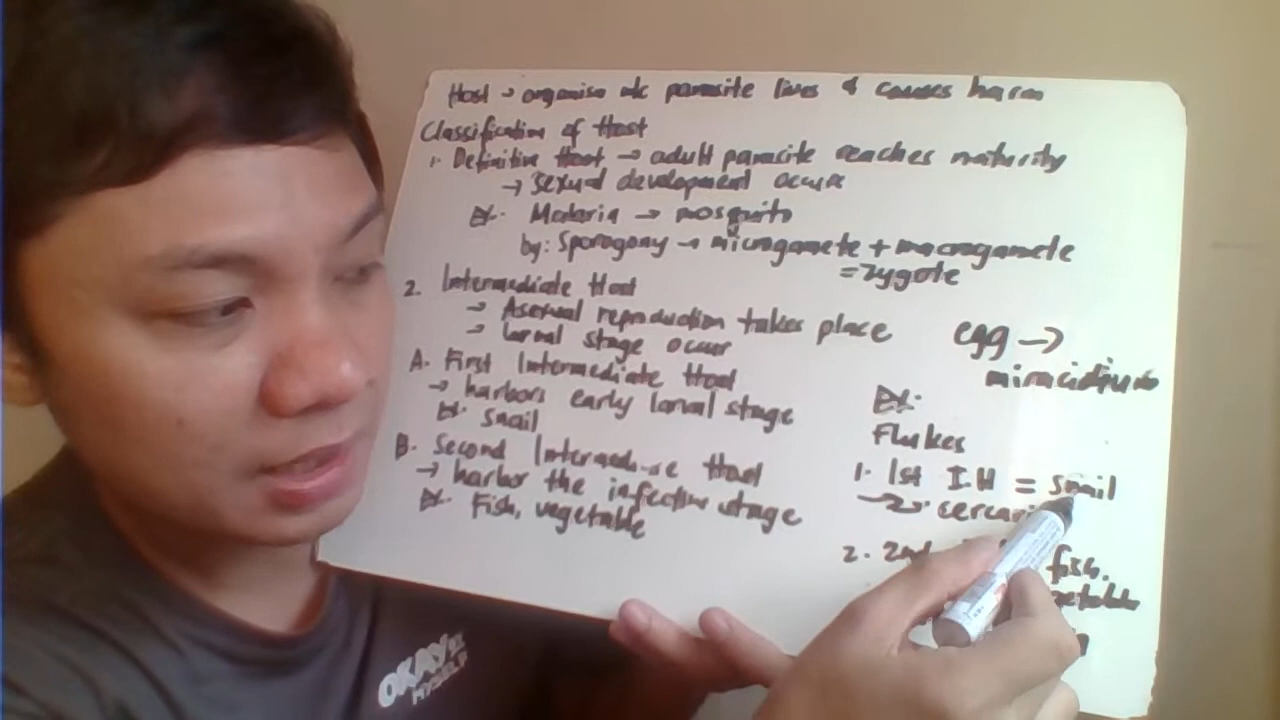 Host → organism w/c parasite lives & causes harm
Classification of Host
1. Definitive Host → adult parasite reaches maturity
→ Sexual development occurs
Ex. Malaria → mosquito
by: Sporogony → microgamete + macrogamete
= zygote
2. Intermediate Host
→ Asexual reproduction takes place
→ larval stage occur
A. First Intermediate Host
→ harbors early larval stage
Ex. Snail
B. Second Intermediate Host
→ harbor the infective stage
Ex. Fish, vegetable
egg →
miracidium
Ex.
Flukes
1. 1st I.H = snail
2. 2nd fish,
OKAY
MYSELF